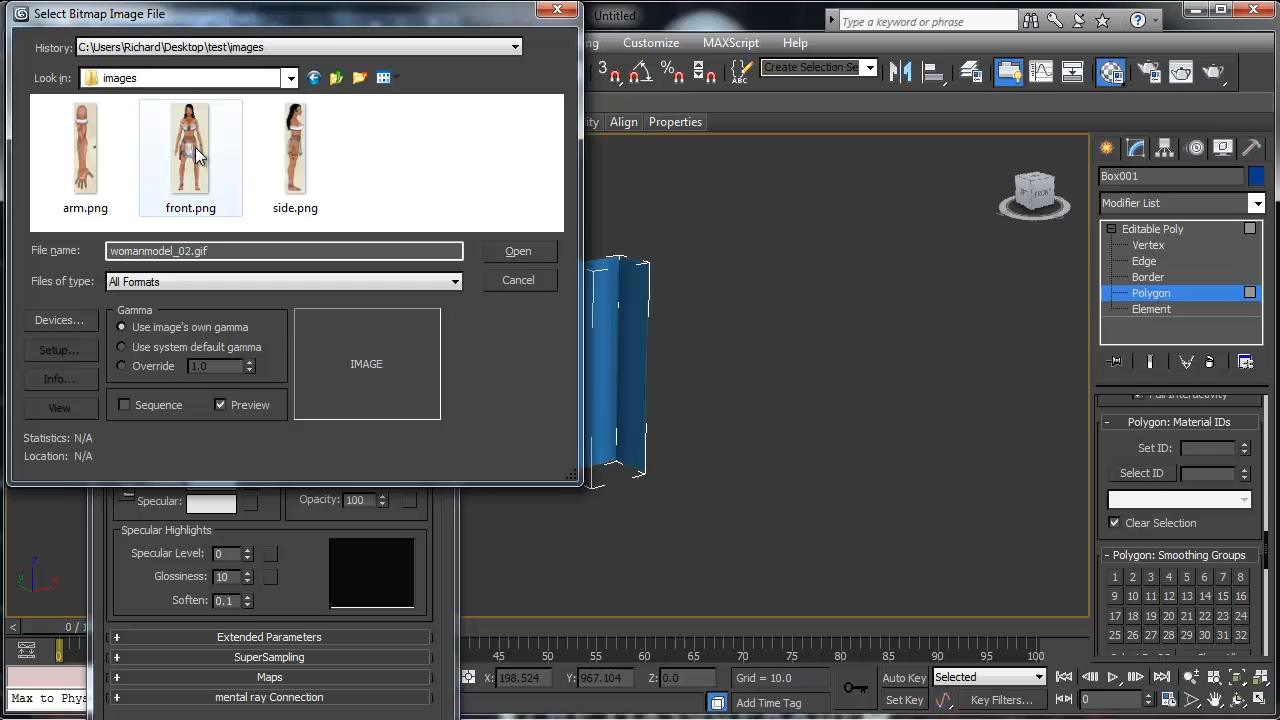 Select Bitmap Image File
Untitled
Type a keyword or phrase
History: C:\Users\Richard\Desktop\test\images
Customize MAXScript Help
Look in: images
3 % ABC Create Selection Se
Align Properties
arm.png front.png side.png
FRONT
Box001
Modifier List
Editable Poly
Vertex
Edge
Border
Polygon
Element
File name: womanmodel_02.gif Open
Files of type: All Formats Cancel
Devices...
Setup...
Info...
View
Gamma
Use image's own gamma
Use system default gamma
Override 1.0
Sequence Preview
IMAGE
Statistics: N/A
Location: N/A
Full Interactivity
- Polygon: Material IDs
Set ID:
Select ID
Clear Selection
- Polygon: Smoothing Groups
1 2 3 4 5 6 7 8
9 10 11 12 13 14 15 16
17 18 19 20 21 22 23 24
25 26 27 28 29 30 31 32
Specular: Opacity: 100
Specular Highlights
Specular Level: 0
Glossiness: 10
Soften: 0.1
+ Extended Parameters
+ SuperSampling
+ Maps
+ mental ray Connection
z
y x
< 0 / 1
0 45 50 55 60 65 70 75 80 85 90 95 100
X: 198.524 Y: 967.104 Z: 0.0 Grid = 10.0 Auto Key Selected
Max to Phys Add Time Tag Set Key Key Filters... 0